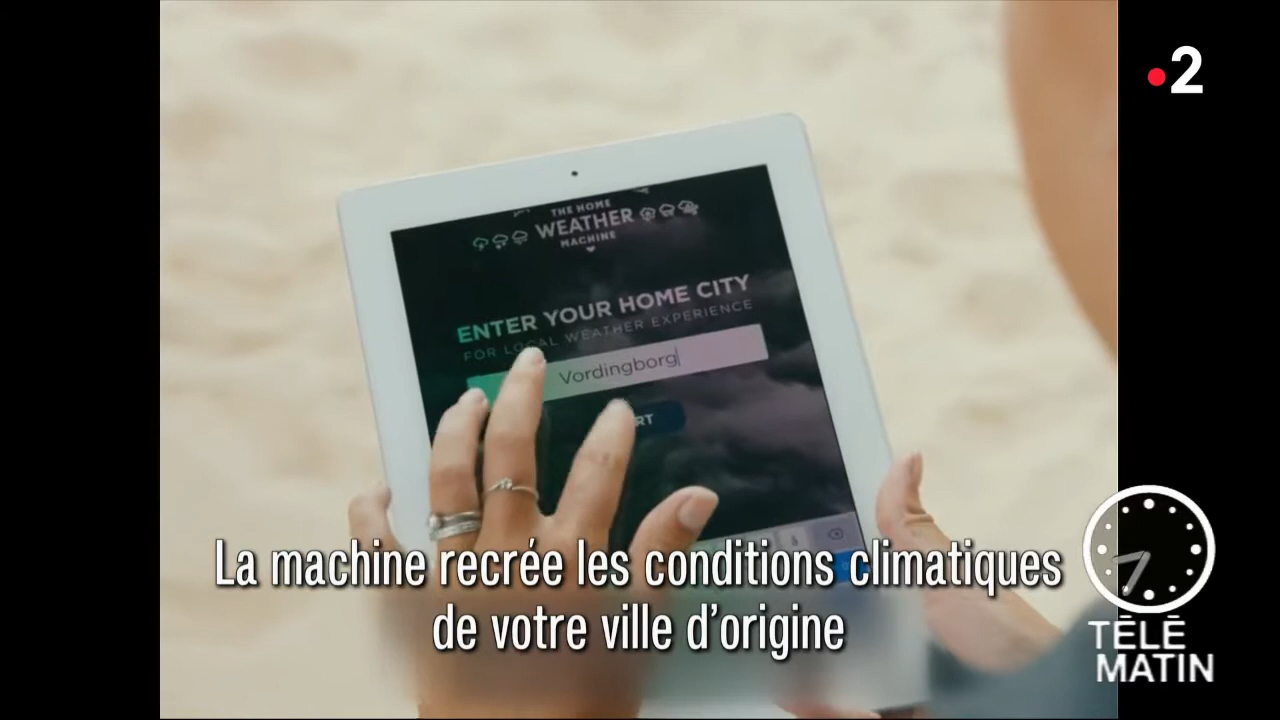 2
THE HOME
WEATHER
MACHINE
ENTER YOUR HOME CITY
FOR LOCAL WEATHER EXPERIENCE
Vordingborg
La machine recrée les conditions climatiques
de votre ville d'origine
TÉLÉ
MATIN